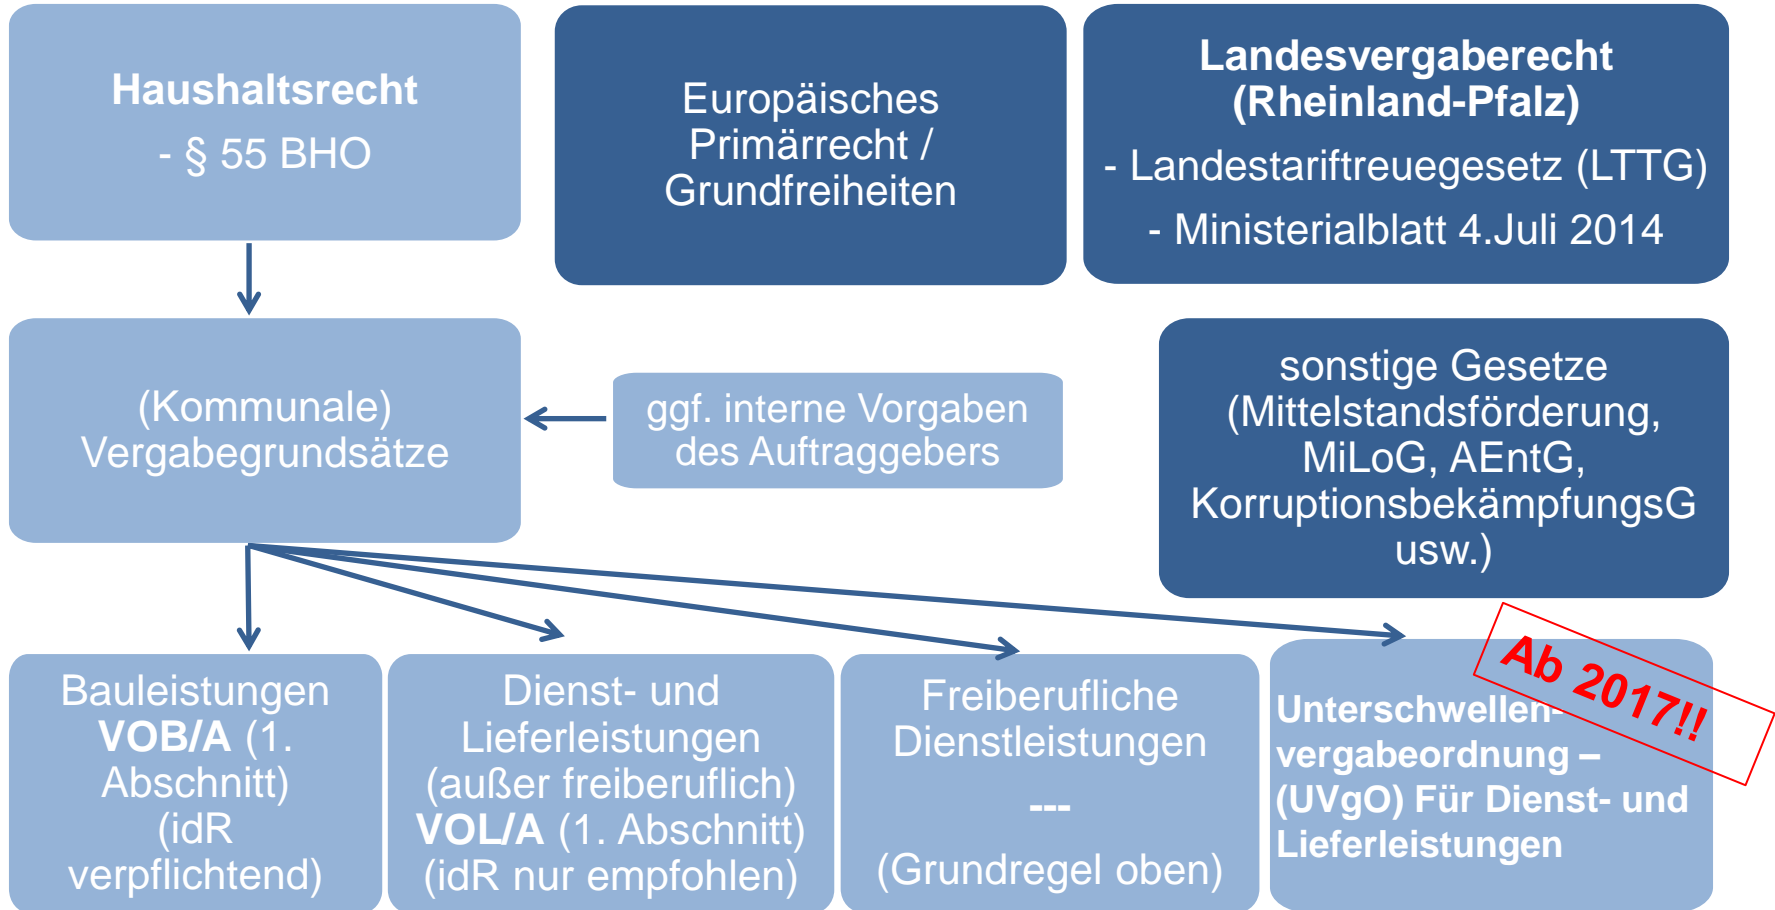 Haushaltsrecht
- § 55 BHO
Europäisches
Primärrecht /
Grundfreiheiten
Landesvergaberecht
(Rheinland-Pfalz)
- Landestariftreuegesetz (LTTG)
- Ministerialblatt 4.Juli 2014
(Kommunale)
Vergabegrundsätze
ggf. interne Vorgaben
des Auftraggebers
sonstige Gesetze
(Mittelstandsförderung,
MiLoG, AEntG,
KorruptionsbekämpfungsG
usw.)
Bauleistungen
VOB/A (1.
Abschnitt)
(idR
verpflichtend)
Dienst- und
Lieferleistungen
(außer freiberuflich)
VOL/A (1. Abschnitt)
(idR nur empfohlen)
Freiberufliche
Dienstleistungen
---
(Grundregel oben)
Ab 2017!!
Unterschwellen-
vergabeordnung –
(UVgO) Für Dienst- und
Lieferleistungen